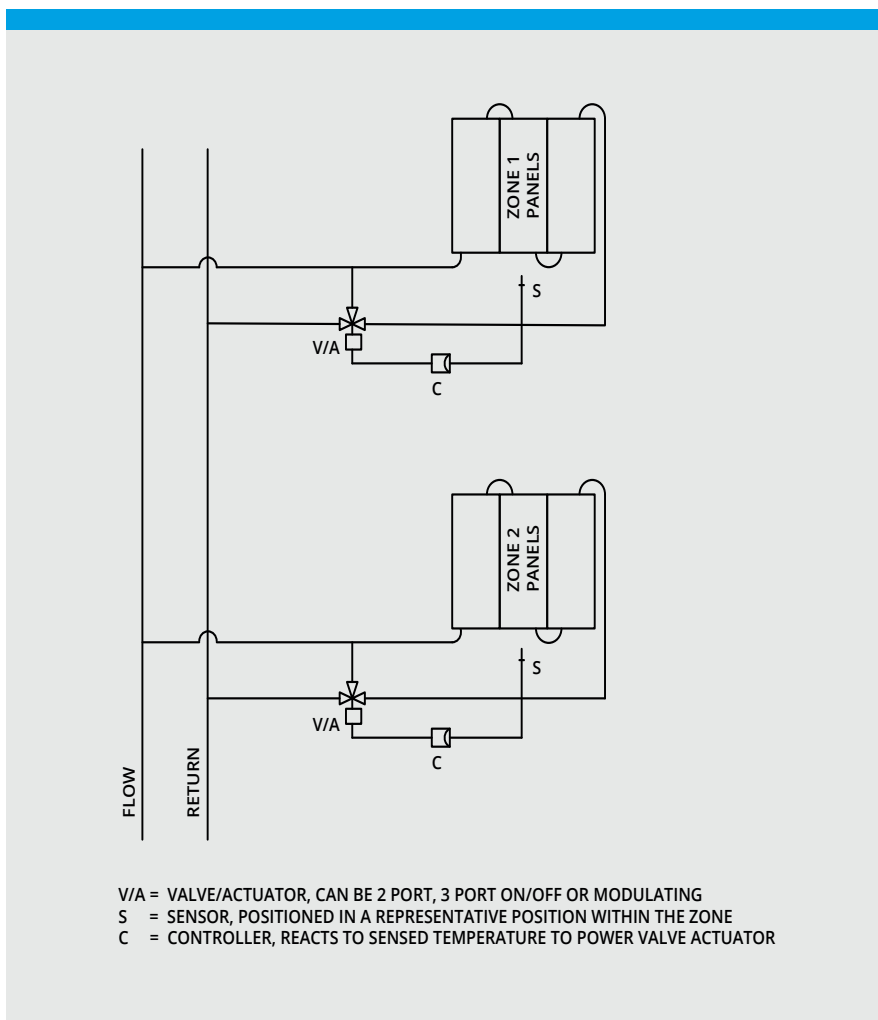 ZONE 1
PANELS
S
V/A
C
ZONE 2
PANELS
S
V/A
C
FLOW
RETURN
V/A = VALVE/ACTUATOR, CAN BE 2 PORT, 3 PORT ON/OFF OR MODULATING
S = SENSOR, POSITIONED IN A REPRESENTATIVE POSITION WITHIN THE ZONE
C = CONTROLLER, REACTS TO SENSED TEMPERATURE TO POWER VALVE ACTUATOR